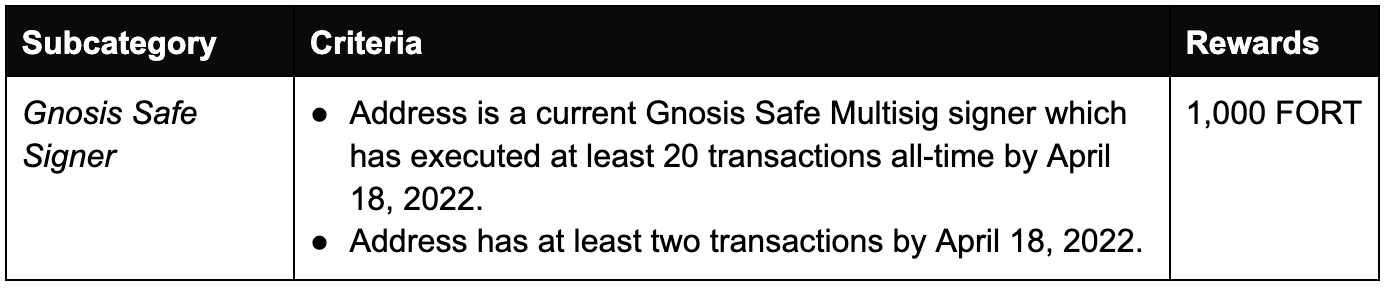 Subcategory
Criteria
Rewards
Gnosis Safe
Signer
● Address is a current Gnosis Safe Multisig signer which
has executed at least 20 transactions all-time by April
18, 2022.
● Address has at least two transactions by April 18, 2022.
1,000 FORT